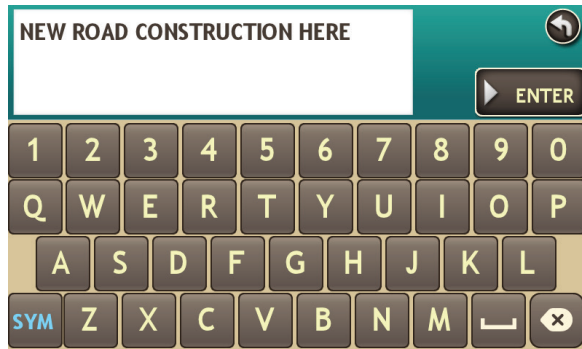 NEW ROAD CONSTRUCTION HERE
ENTER
1 2 3 4 5 6 7 8 9 0
Q W E R T Y U I O P
A S D F G H J K L
SYM Z X C V B N M